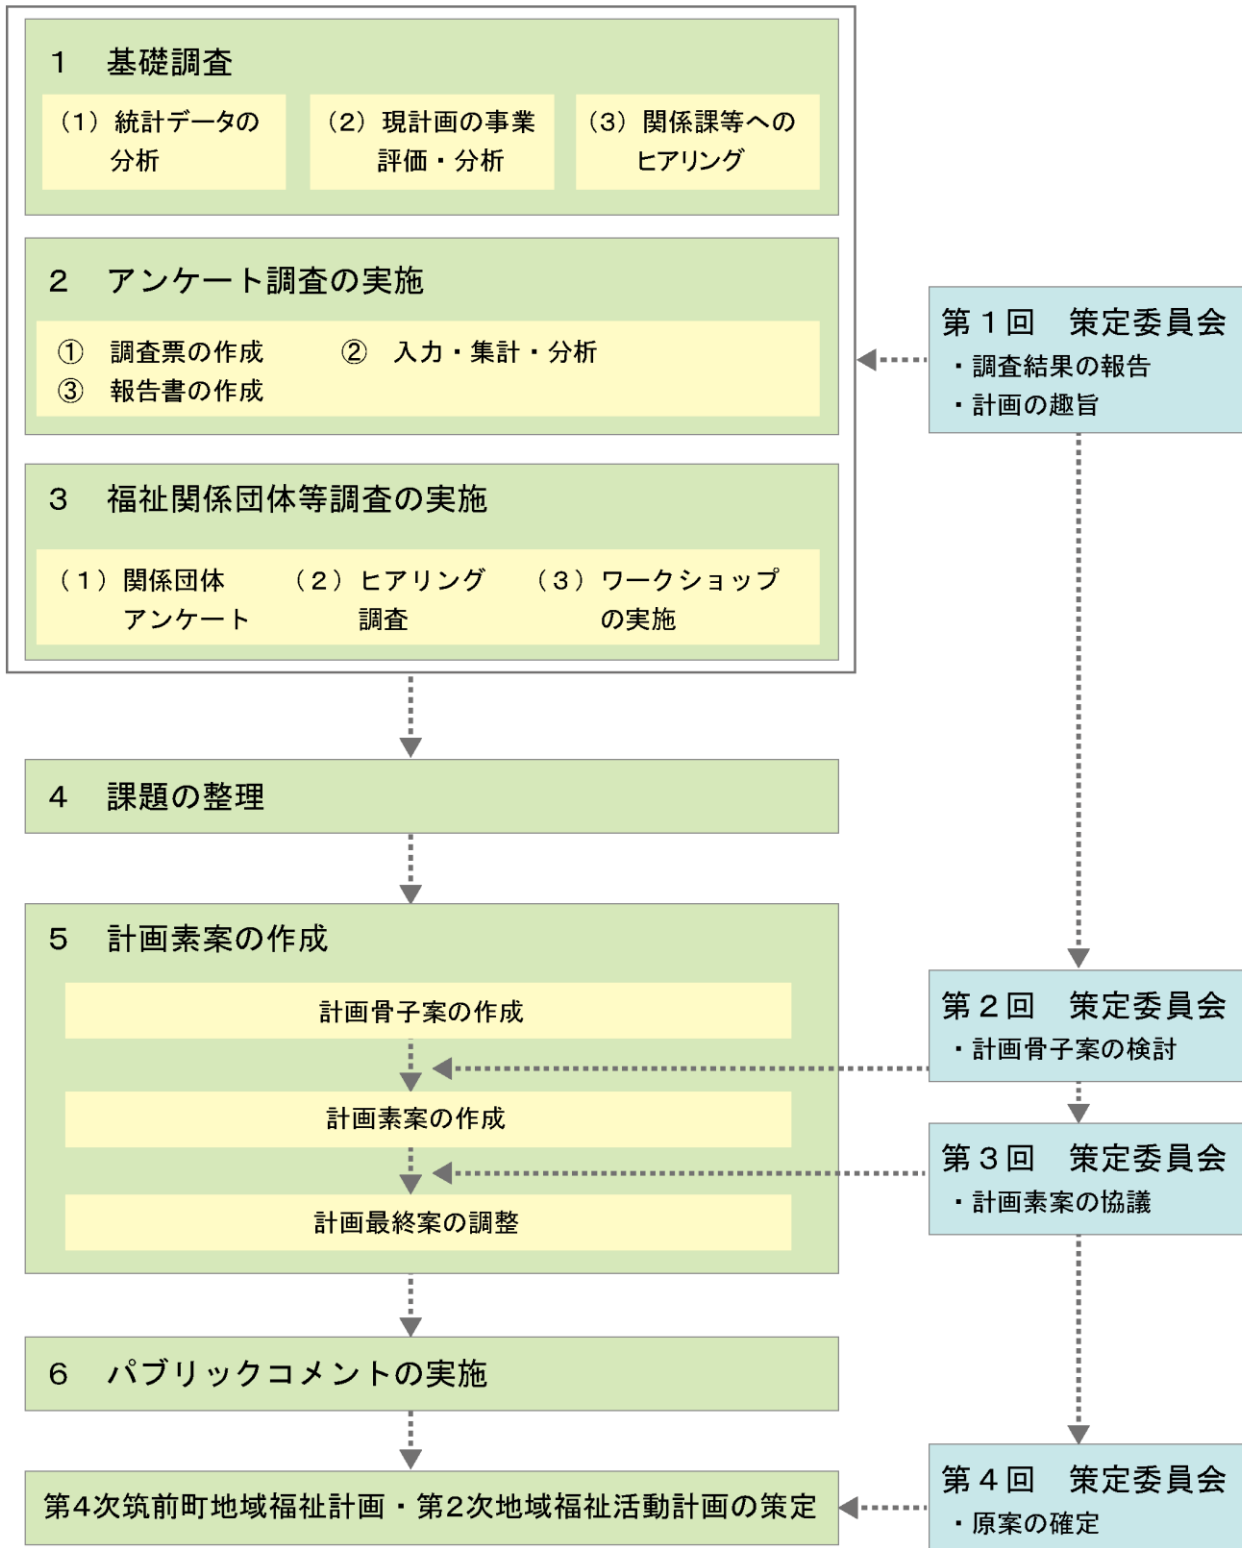 1 基礎調査
(1)統計データの
分析
(2)現計画の事業
評価・分析
(3)関係課等への
ヒアリング
2 アンケート調査の実施
① 調査票の作成 ② 入力・集計・分析
③ 報告書の作成
第1回 策定委員会
・調査結果の報告
・計画の趣旨
3 福祉関係団体等調査の実施
(1)関係団体
アンケート
(2)ヒアリング
調査
(3)ワークショップ
の実施
4 課題の整理
5 計画素案の作成
計画骨子案の作成
第2回 策定委員会
・計画骨子案の検討
計画素案の作成
第3回 策定委員会
・計画素案の協議
計画最終案の調整
6 パブリックコメントの実施
第4次筑前町地域福祉計画・第2次地域福祉活動計画の策定
第4回 策定委員会
・原案の確定